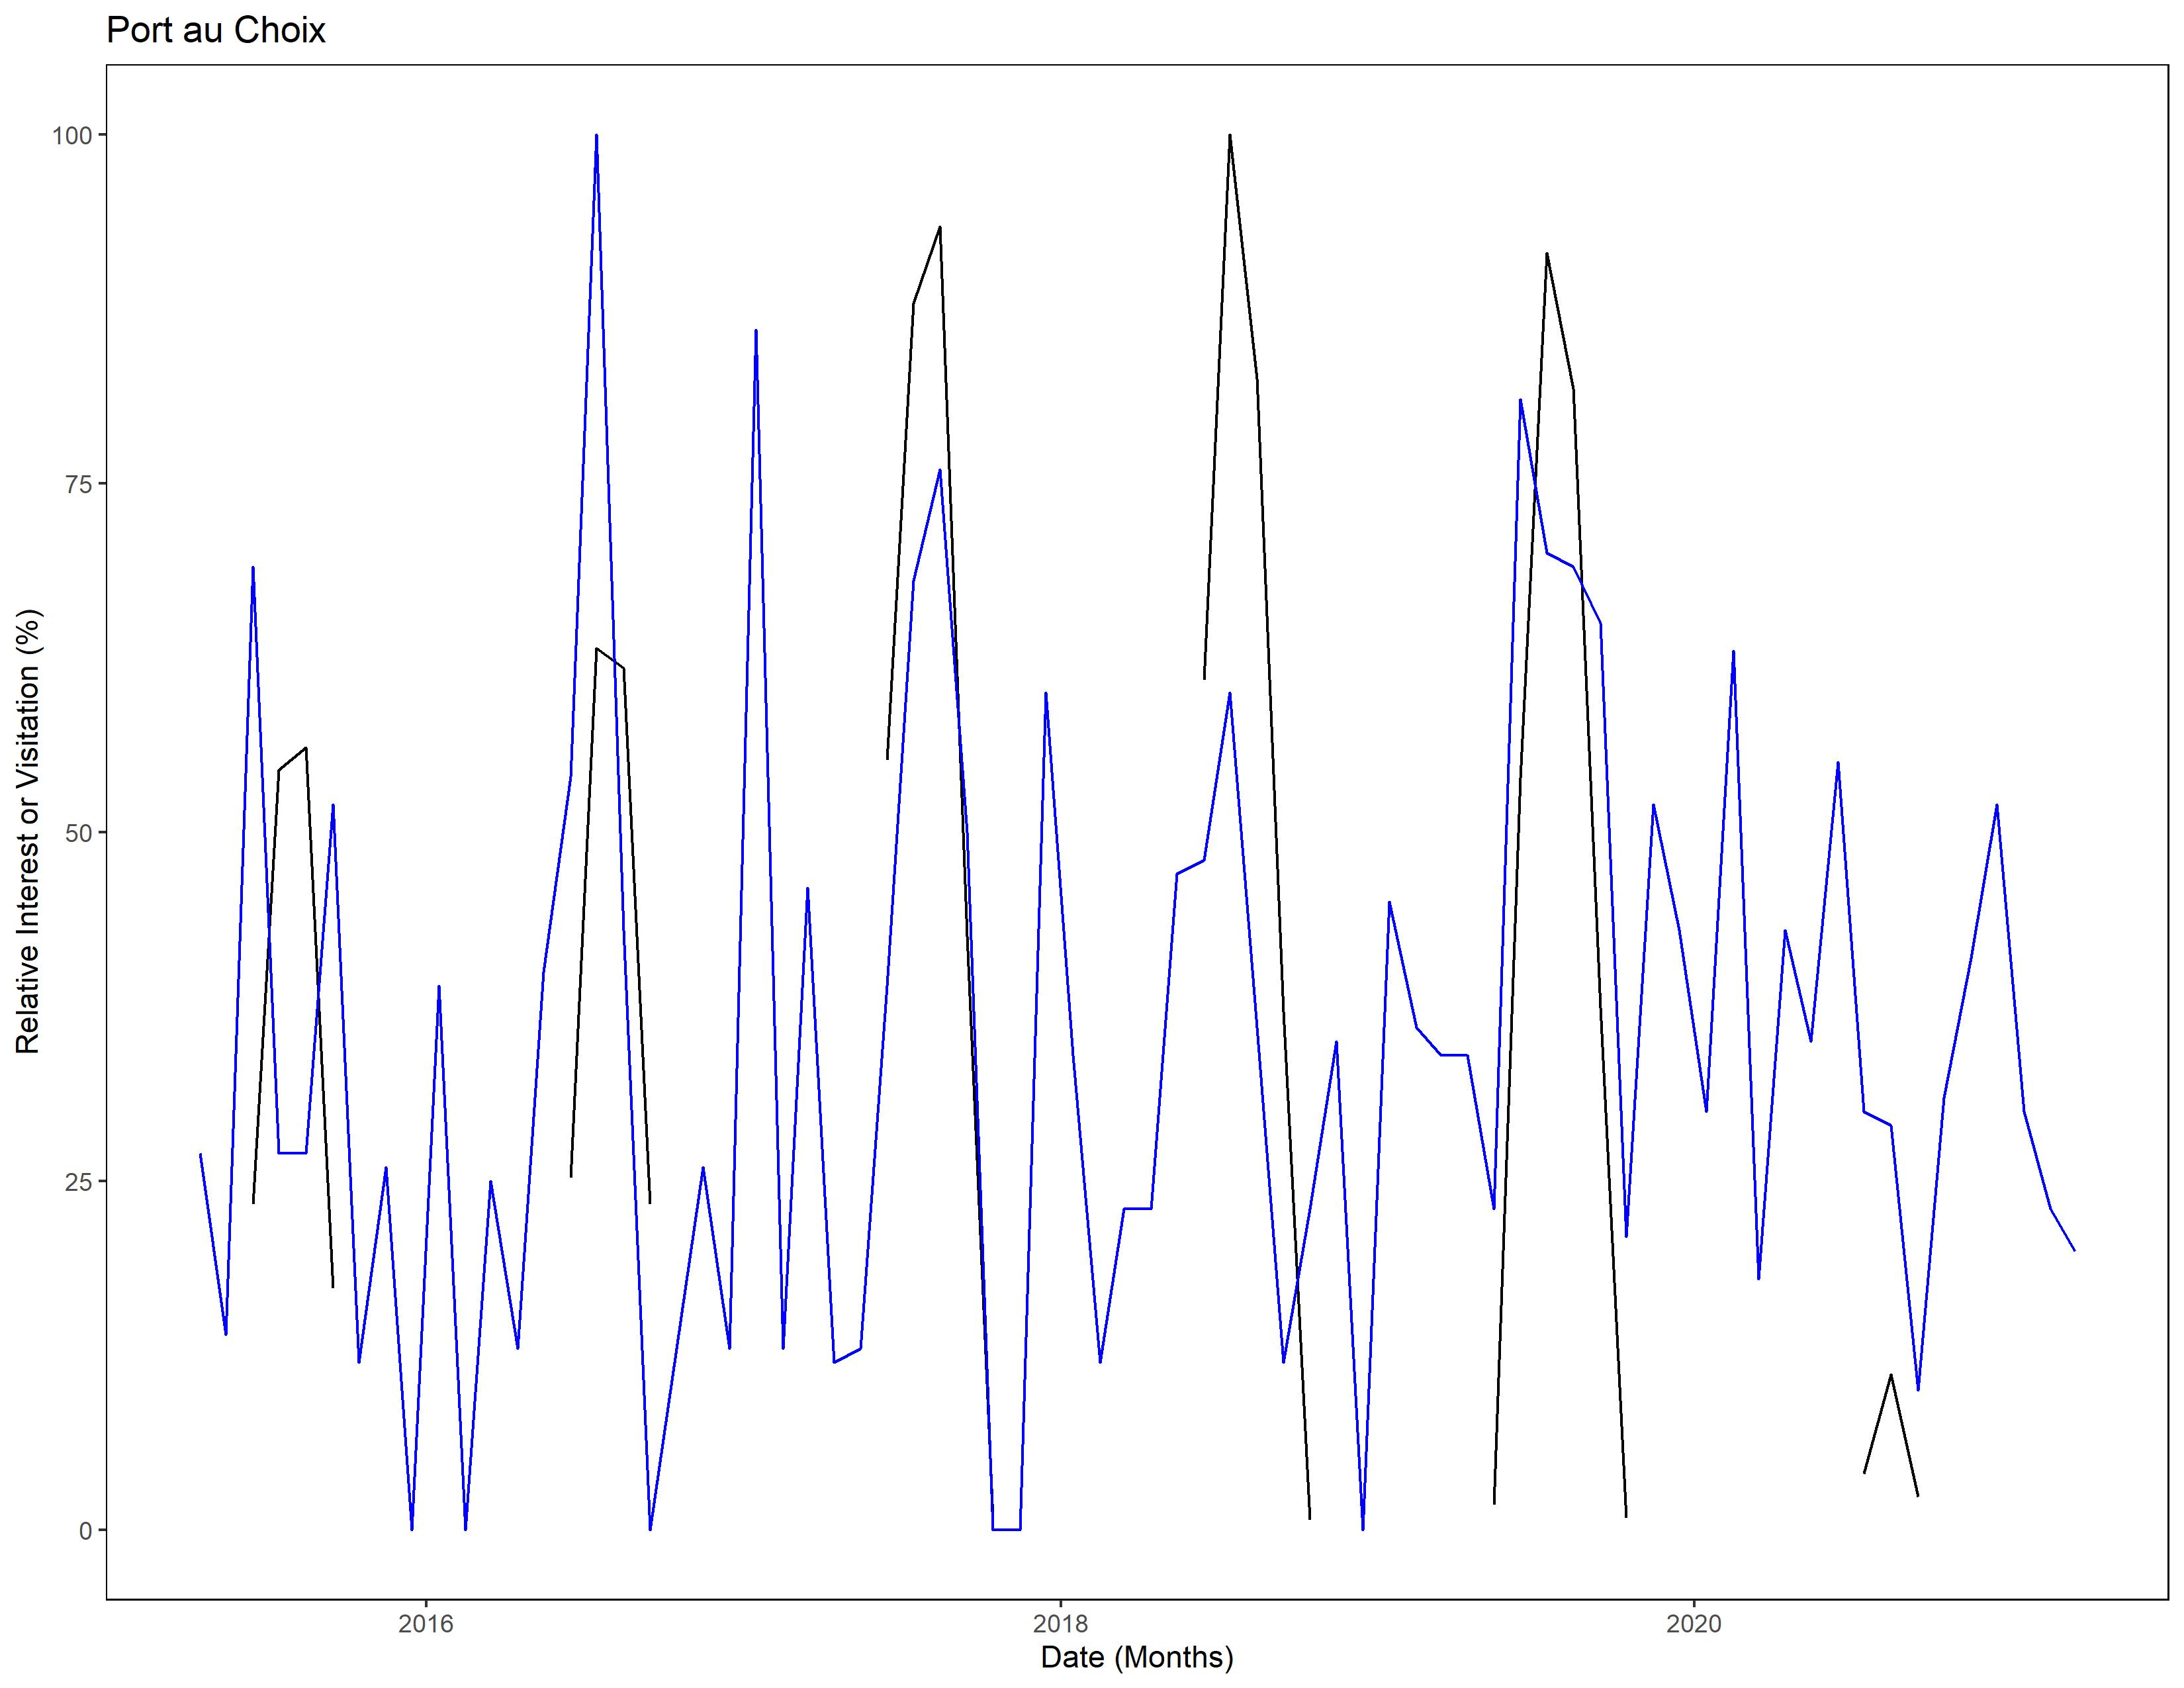 Port au Choix
100
75
50
25
0
Relative Interest or Visitation (%)
2016
2018
2020
Date (Months)